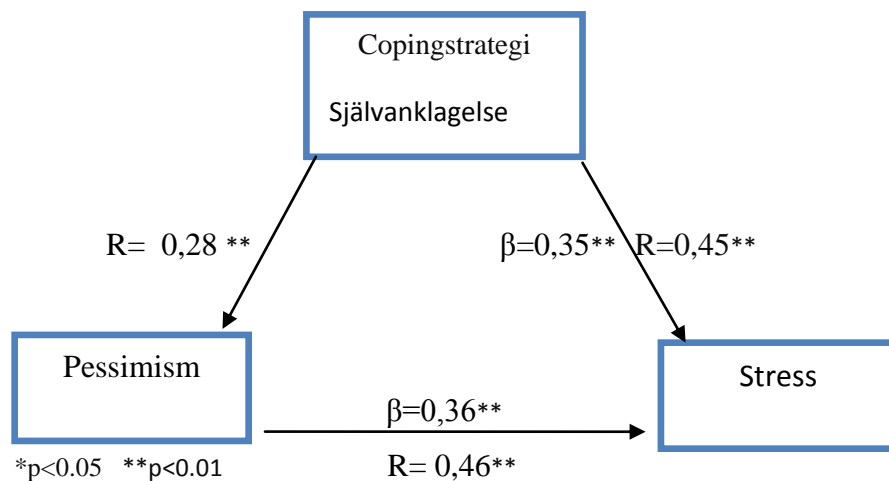 Copingstrategi
Självanklagelse
R= 0,28 **
β=0,35** R=0,45**
Pessimism
Stress
β=0,36**
R= 0,46**
*p<0.05 **p<0.01